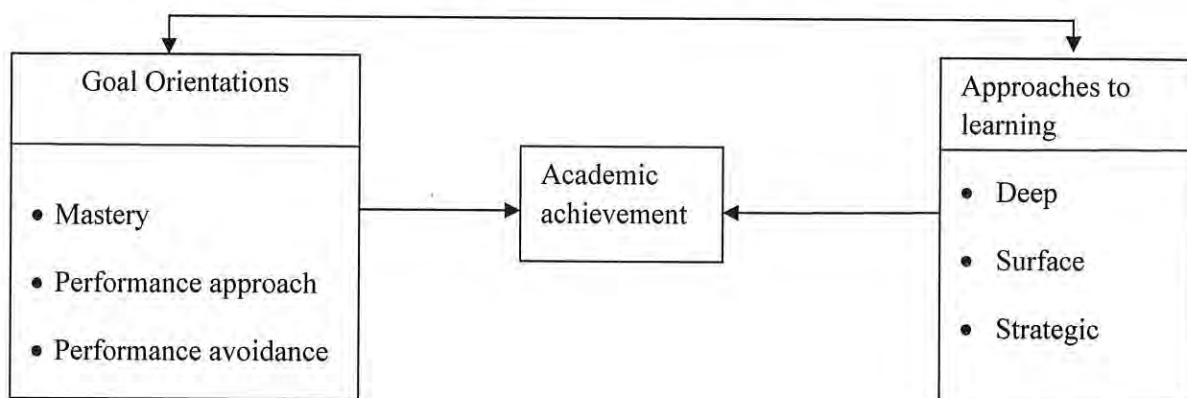 Goal Orientations
• Mastery
• Performance approach
• Performance avoidance
Academic
achievement
Approaches to
learning
• Deep
• Surface
• Strategic